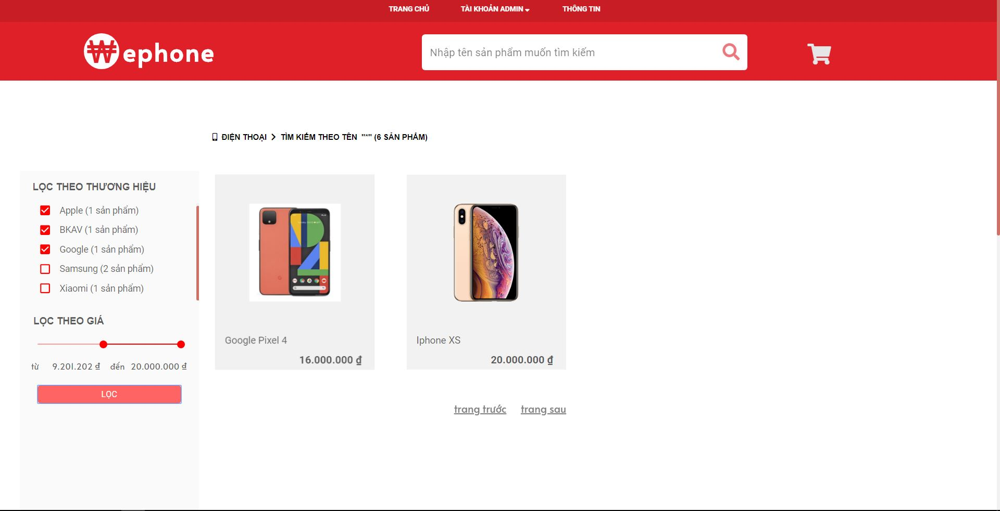 TRANG CHỦ TÀI KHOẢN ADMIN THÔNG TIN
₩ephone
Nhập tên sản phẩm muốn tìm kiếm
ĐIỆN THOẠI TÌM KIẾM THEO TÊN "*" (6 SẢN PHẨM)
LỌC THEO THƯƠNG HIỆU
Apple (1 sản phẩm)
BKAV (1 sản phẩm)
Google (1 sản phẩm)
Samsung (2 sản phẩm)
Xiaomi (1 sản phẩm)
LỌC THEO GIÁ
từ 9.201.202 ₫ đến 20.000.000 ₫
LỌC
Google Pixel 4
16.000.000 ₫
Iphone XS
20.000.000 ₫
trang trước trang sau